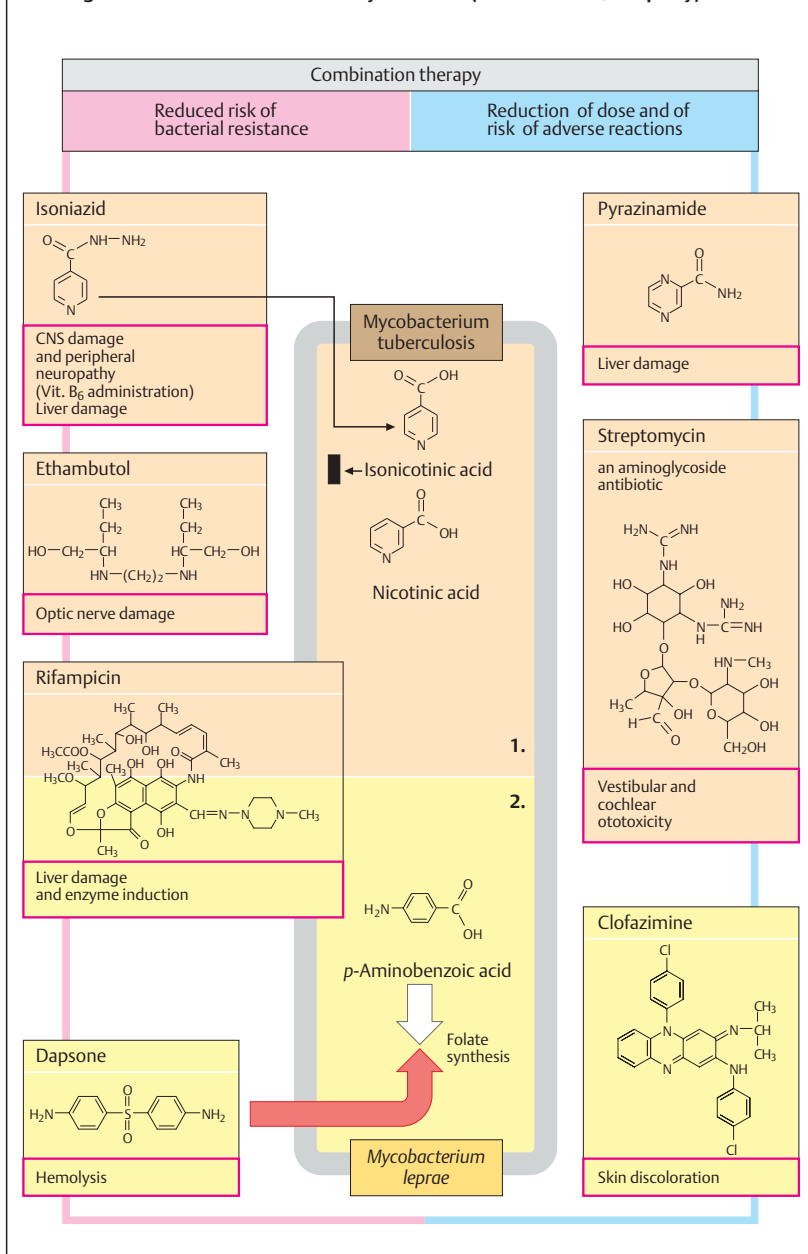 Combination therapy
Reduced risk of
bacterial resistance
Reduction of dose and of
risk of adverse reactions
Isoniazid
O
C
NH
NH2
N
CNS damage
and peripheral
neuropathy
(Vit. B6 administration)
Liver damage
Ethambutol
CH3
CH3
CH2
CH2
HO—CH2—CH
HC—CH2—OH
HN—(CH2)2—NH
Optic nerve damage
Rifampicin
H3C
CH3
H3C
OH
H3CCOO
OH
H3C
O
CH3
H3CO
CH3
OH
OH
NH
O
CH=N—N
N—CH3
O
OH
O
CH3
Liver damage
and enzyme induction
Dapsone
H2N
O
S
O
NH2
Hemolysis
Mycobacterium
tuberculosis
O
OH
C
N
Isonicotinic acid
O
C
OH
N
Nicotinic acid
1.
2.
H2N
O
C
OH
p-Aminobenzoic acid
Folate
synthesis
Mycobacterium
leprae
Pyrazinamide
O
C
NH2
N
N
Liver damage
Streptomycin
an aminoglycoside
antibiotic
H2N
C
NH
NH
HO
OH
HO
NH2
N—C=NH
H
O
O
O
HN—CH3
OH
H3C
OH
O
OH
H—C
O
CH2OH
Vestibular and
cochlear
ototoxicity
Clofazimine
Cl
N
N
CH3
CH
CH3
N
NH
Cl
Skin discoloration